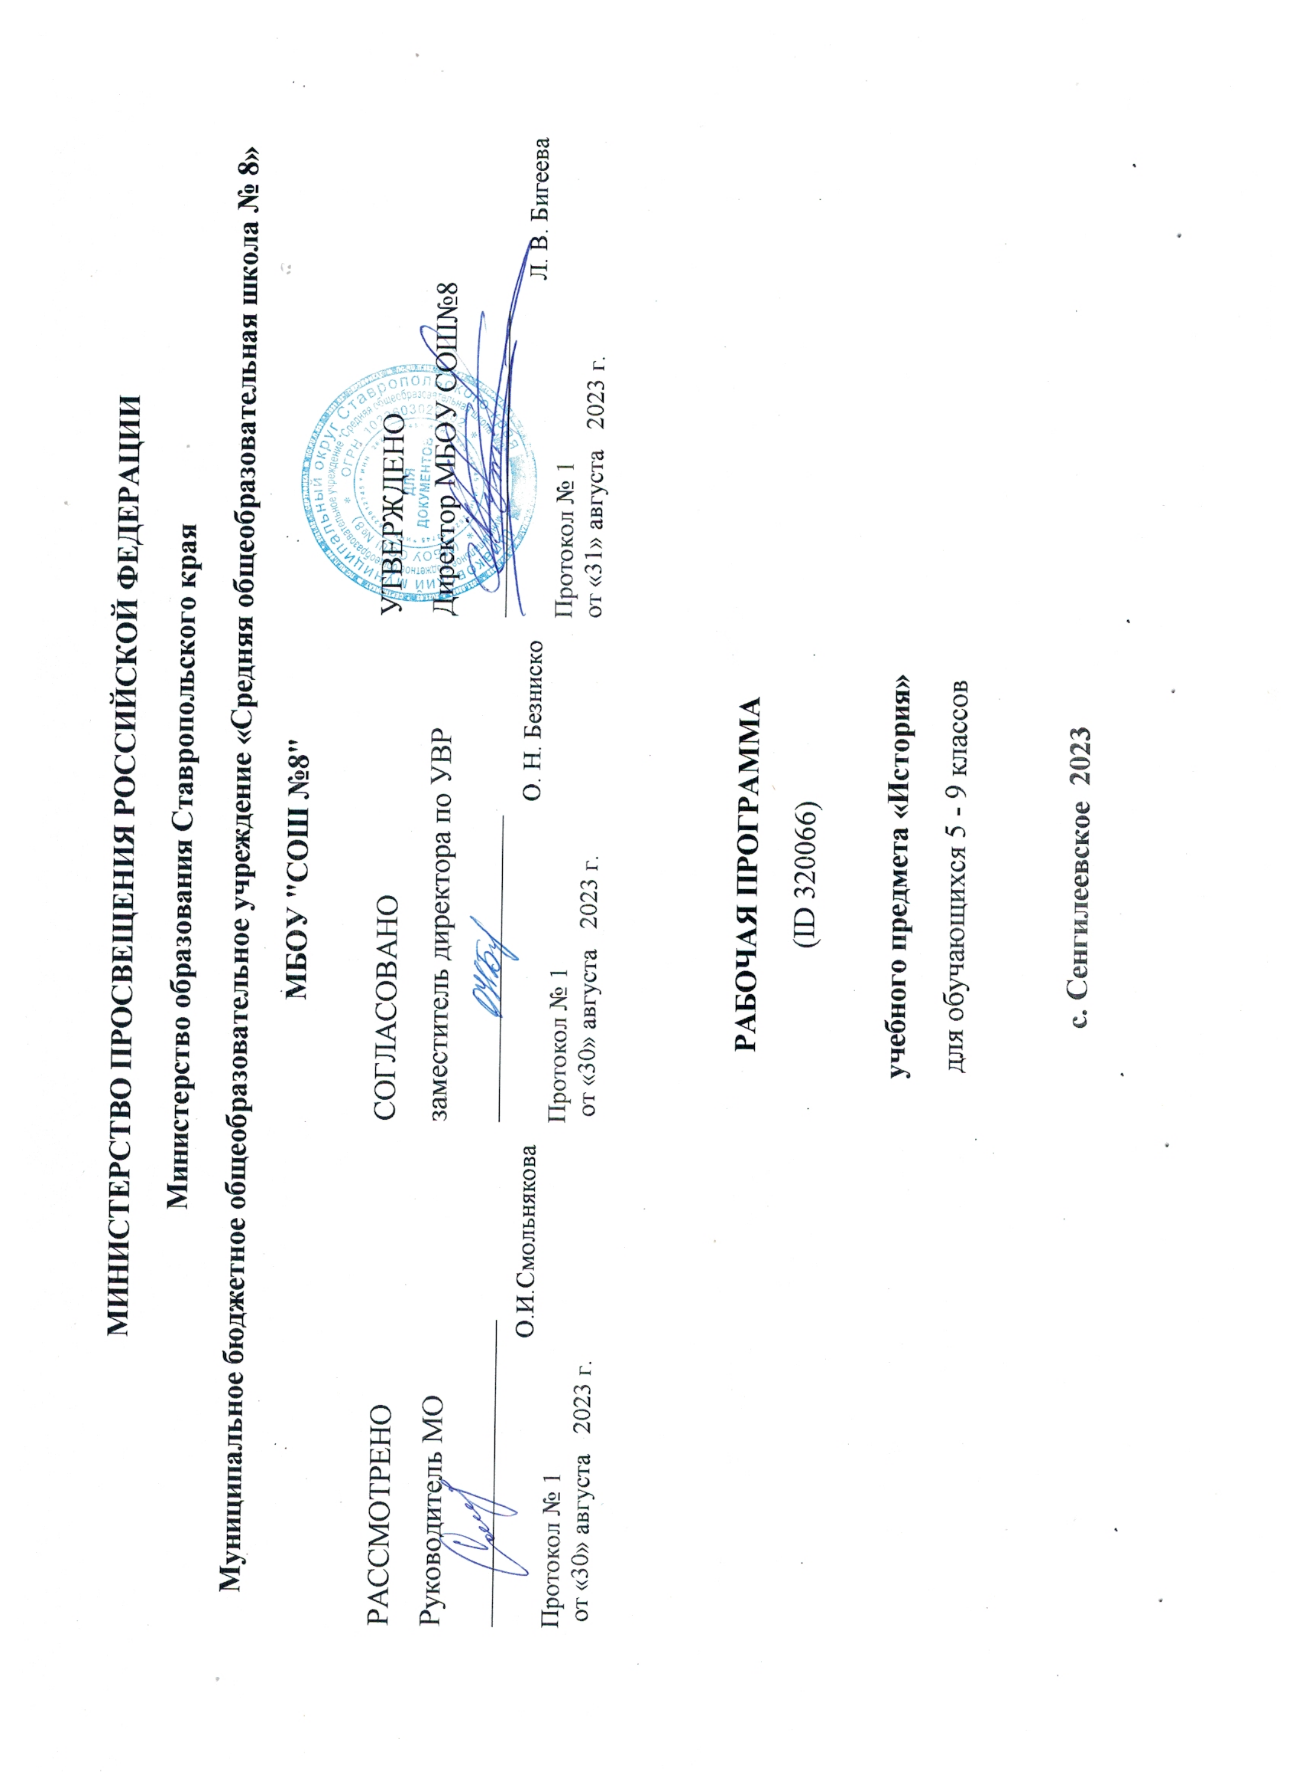 МИНИСТЕРСТВО ПРОСВЕЩЕНИЯ РОССИЙСКОЙ ФЕДЕРАЦИИ
Министерство образования Ставропольского края
Муниципальное бюджетное общеобразовательное учреждение «Средняя общеобразовательная школа № 8»
МБОУ "СОШ №8"
РАССМОТРЕНО
Руководитель МО
О.И.Смольнякова
Протокол № 1
от «30» августа 2023 г.
СОГЛАСОВАНО
заместитель директора по УВР
О. Н. Безниско
Протокол № 1
от «30» августа 2023 г.
УТВЕРЖДЕНО
Директор МБОУ СОШ№8
Л. В. Бигеева
Протокол № 1
от «31» августа 2023 г.
ДЛЯ
ДОКУМЕНТОВ
РАБОЧАЯ ПРОГРАММА
(ID 320066)
учебного предмета «История»
для обучающихся 5 - 9 классов
с. Сенгилеевское 2023